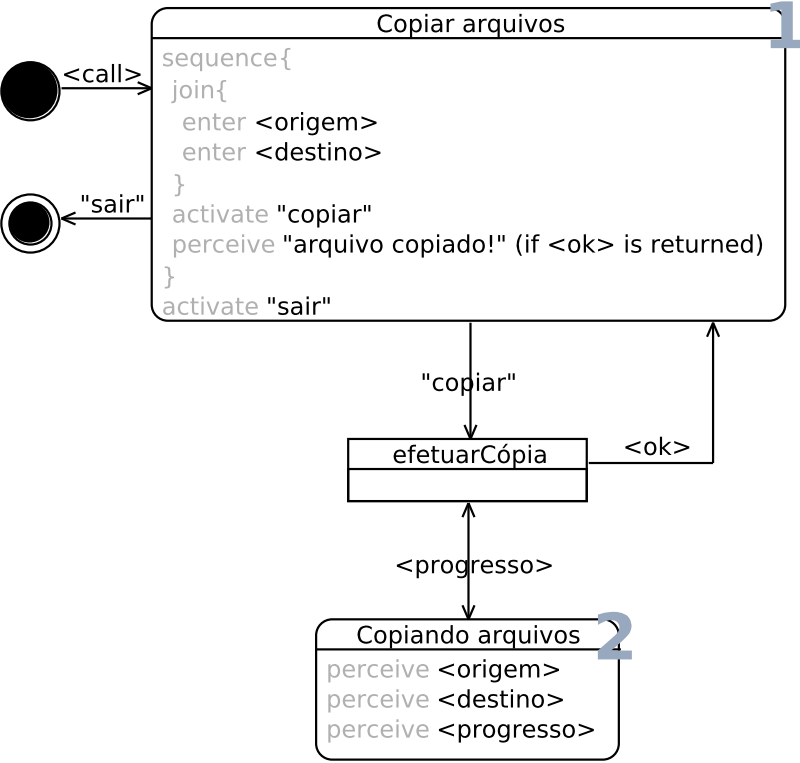 Copiar arquivos
1
<call>
sequence{
join{
enter <origem>
enter <destino>
}
"sair"
activate "copiar"
perceive "arquivo copiado!" (if <ok> is returned)
}
activate "sair"
"copiar"
efetuarCópia
<ok>
<progresso>
Copiando arquivos
2
perceive <origem>
perceive <destino>
perceive <progresso>